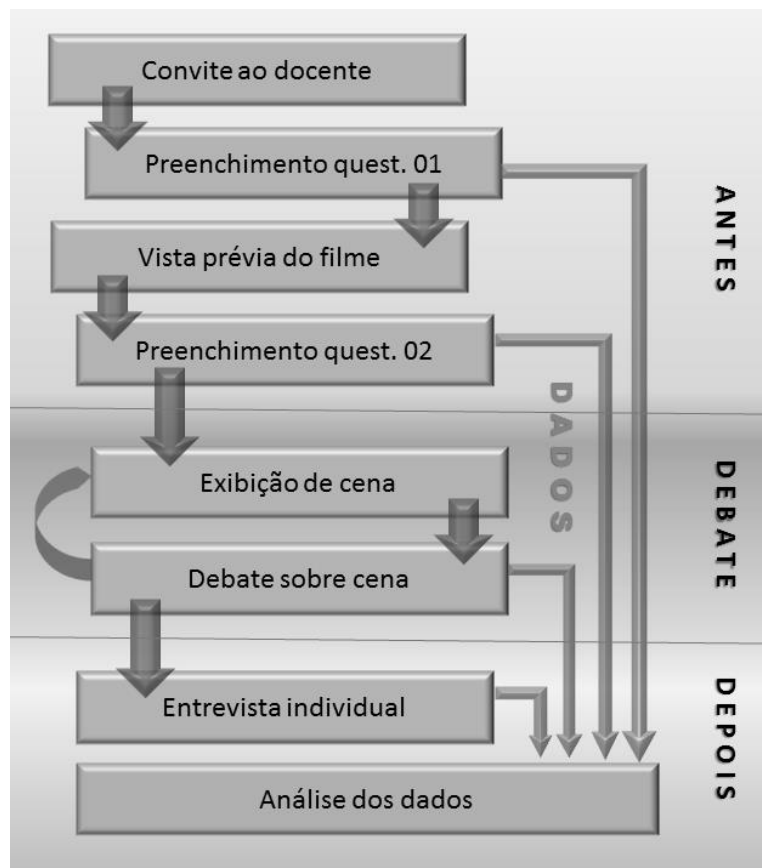 Convite ao docente
Preenchimento quest. 01
Vista prévia do filme
Preenchimento quest. 02
ANTES
DADOS
Exibição de cena
Debate sobre cena
DEBATE
Entrevista individual
Análise dos dados
DEPOIS